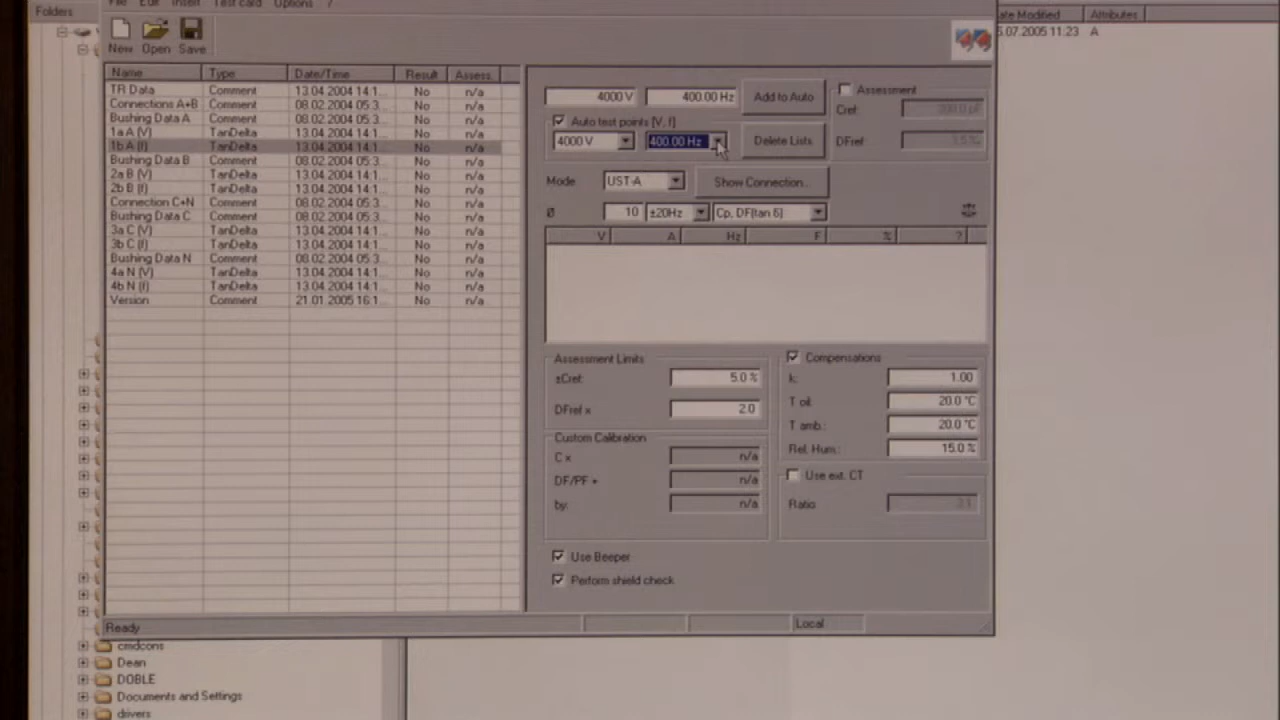 Folders
File Edit Insert Test card Options ?
Date Modified Attributes
15.07.2005 11:23 A
New Open Save
Name Type Date/Time Result Assess.
TR Data Comment 13.04.2004 14:1... No n/a
Connections A+B Comment 08.02.2004 05:3... No n/a
Bushing Data A Comment 08.02.2004 05:3... No n/a
1a A (V) TanDelta 13.04.2004 14:1... No n/a
1b A (f) TanDelta 13.04.2004 14:1... No n/a
Bushing Data B Comment 08.02.2004 05:3... No n/a
2a B (V) TanDelta 13.04.2004 14:1... No n/a
2b B (f) TanDelta 13.04.2004 14:1... No n/a
Connection C+N Comment 08.02.2004 05:3... No n/a
Bushing Data C Comment 08.02.2004 05:3... No n/a
3a C (V) TanDelta 13.04.2004 14:1... No n/a
3b C (f) TanDelta 13.04.2004 14:1... No n/a
Bushing Data N Comment 08.02.2004 05:3... No n/a
4a N (V) TanDelta 13.04.2004 14:1... No n/a
4b N (f) TanDelta 13.04.2004 14:1... No n/a
Version Comment 21.01.2005 16:1... No n/a
4000 V 400.00 Hz Add to Auto
Auto test points [V, f]
4000 V 400.00 Hz Delete Lists
Assessment
Cref:
DFref:
Mode: UST-A Show Connection...
Ø 10 ±20Hz Cp, DF(tan δ)
V A Hz F % ?
Assessment Limits
±Cref: 5.0 %
DFref x 2.0
Custom Calibration
C x n/a
DF/PF + n/a
by: n/a
Compensations
k: 1.00
T oil: 20.0 °C
T amb.: 20.0 °C
Rel. Hum.: 15.0 %
Use ext. CT
Ratio
Use Beeper
Perform shield check
Ready Local
cmdcons
Dean
DOBLE
Documents and Settings
drivers